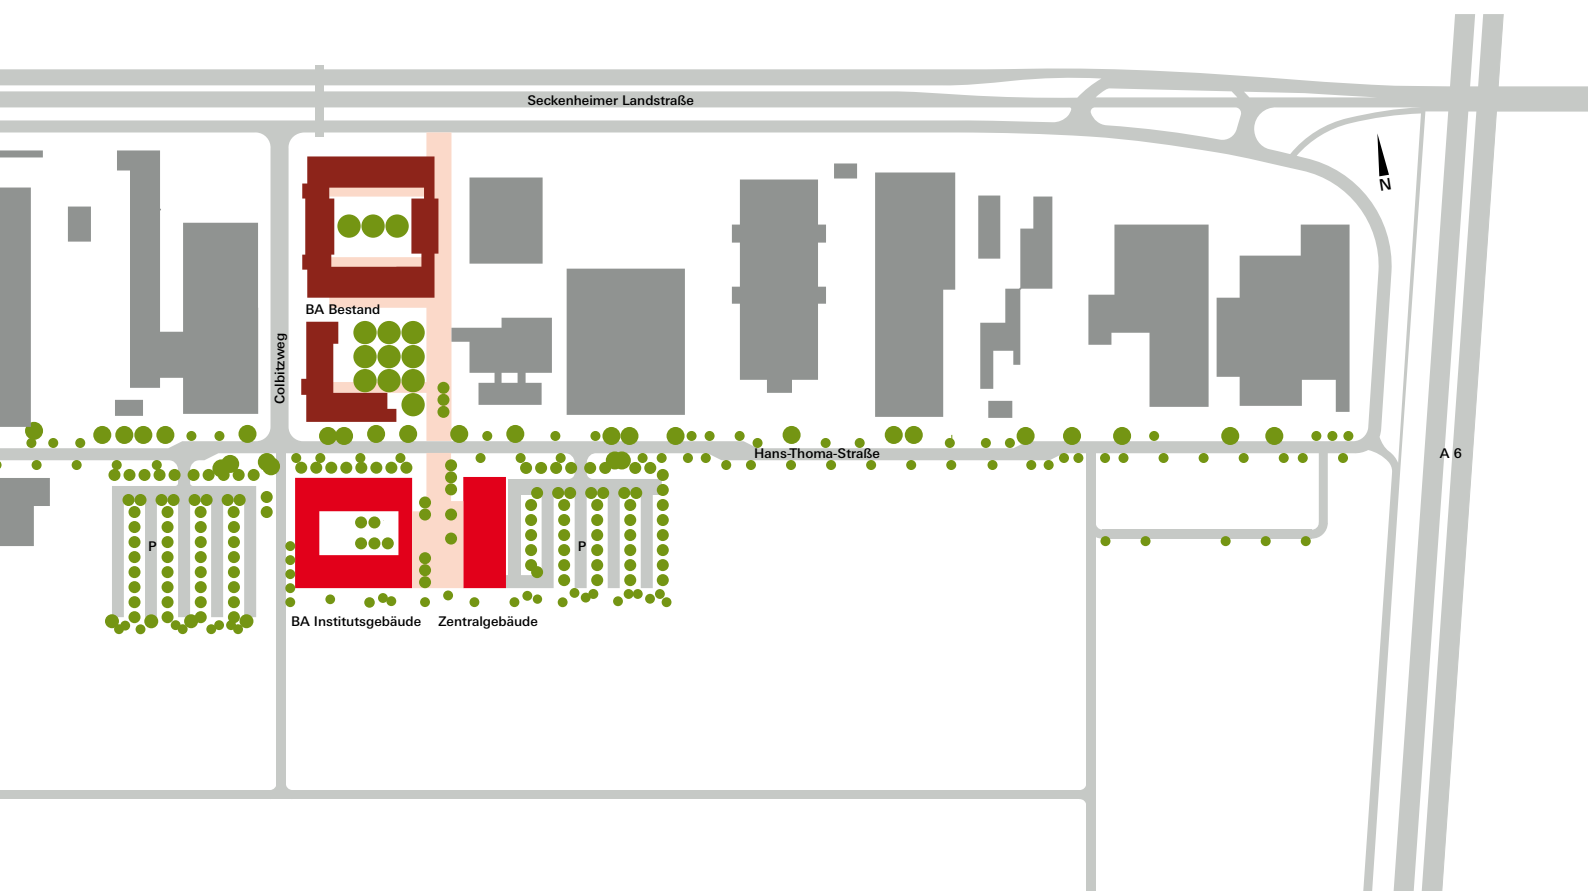 Seckenheimer Landstraße
N
BA Bestand
Colbitzweg
Hans-Thoma-Straße
A 6
P
P
BA Institutsgebäude
Zentralgebäude